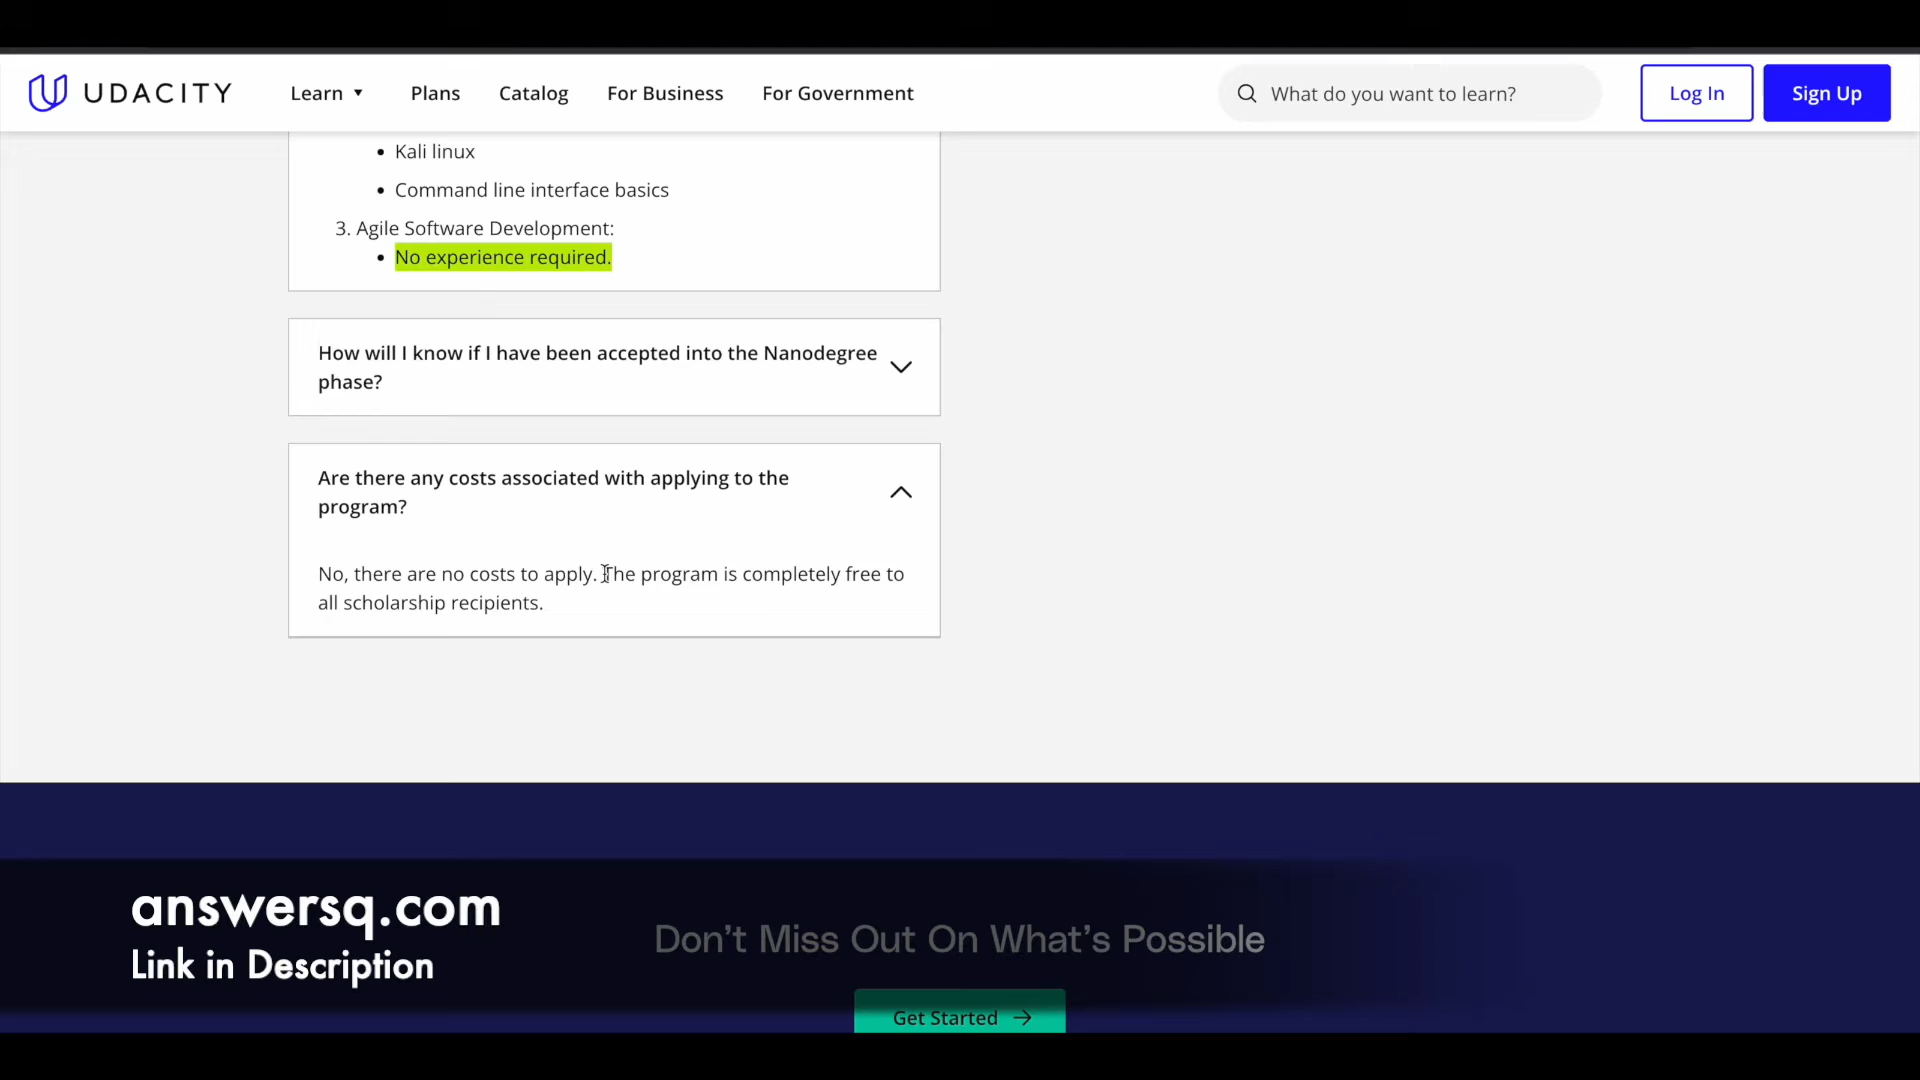 UDACITY
Learn ▼ Plans Catalog For Business For Government
What do you want to learn?
Log In
Sign Up
• Kali linux
• Command line interface basics
3. Agile Software Development:
• No experience required.
How will I know if I have been accepted into the Nanodegree
phase?
Are there any costs associated with applying to the
program?
No, there are no costs to apply. The program is completely free to
all scholarship recipients.
answersq.com
Link in Description
Don’t Miss Out On What’s Possible
Get Started →